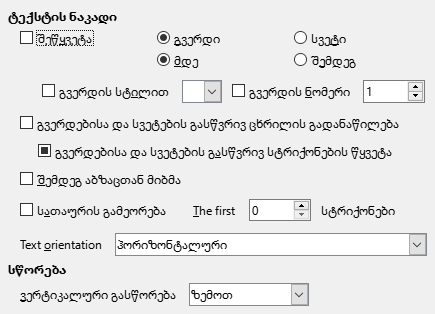 ტექსტის ნაკადი
შეწყვეტა გვერდი სვეტი
მდე შემდეგ
გვერდის სტილით გვერდის ნომერი 1
გვერდებისა და სვეტების გასწვრივ ცხრილის გადანაწილება
გვერდებისა და სვეტების გასწვრივ სტრიქონების წყვეტა
შემდეგ აბზაცთან მიბმა
სათაურის გამეორება The first 0 სტრიქონები
Text orientation ჰორიზონტალური
სწორება
ვერტიკალური გასწორება ზემოთ